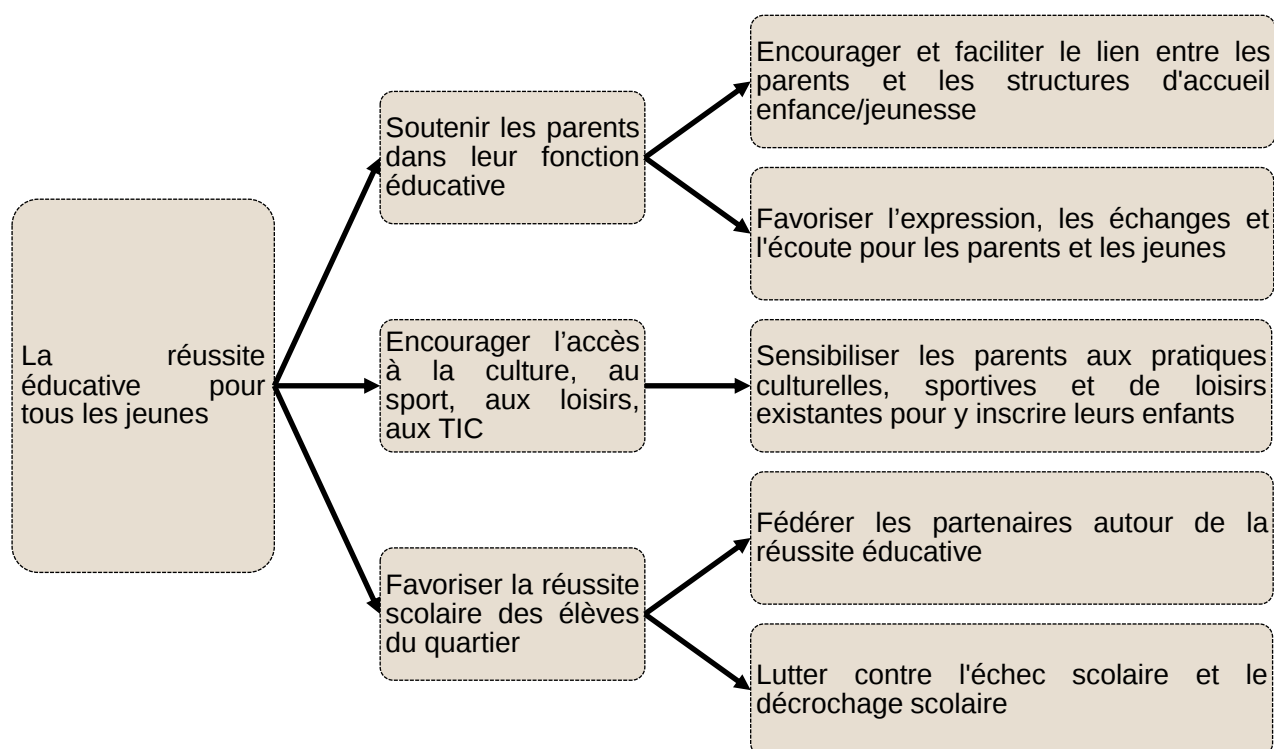 La réussite
éducative pour
tous les jeunes
Soutenir les parents
dans leur fonction
éducative
Encourager et faciliter le lien entre les
parents et les structures d'accueil
enfance/jeunesse
Favoriser l’expression, les échanges et
l'écoute pour les parents et les jeunes
Encourager l’accès
à la culture, au
sport, aux loisirs,
aux TIC
Sensibiliser les parents aux pratiques
culturelles, sportives et de loisirs
existantes pour y inscrire leurs enfants
Favoriser la réussite
scolaire des élèves
du quartier
Fédérer les partenaires autour de la
réussite éducative
Lutter contre l'échec scolaire et le
décrochage scolaire